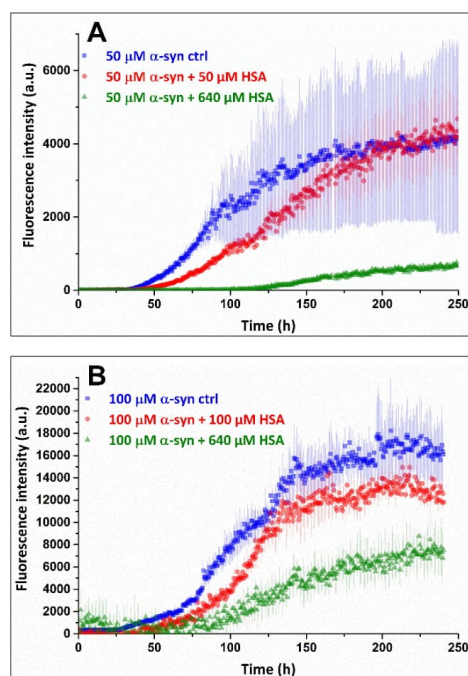 A
50 μM α-syn ctrl
50 μM α-syn + 50 μM HSA
50 μM α-syn + 640 μM HSA
Fluorescence intensity (a.u.)
6000
4000
2000
0
0 50 100 150 200 250
Time (h)
B
100 μM α-syn ctrl
100 μM α-syn + 100 μM HSA
100 μM α-syn + 640 μM HSA
Fluorescence intensity (a.u.)
22000
20000
18000
16000
14000
12000
10000
8000
6000
4000
2000
0
0 50 100 150 200 250
Time (h)